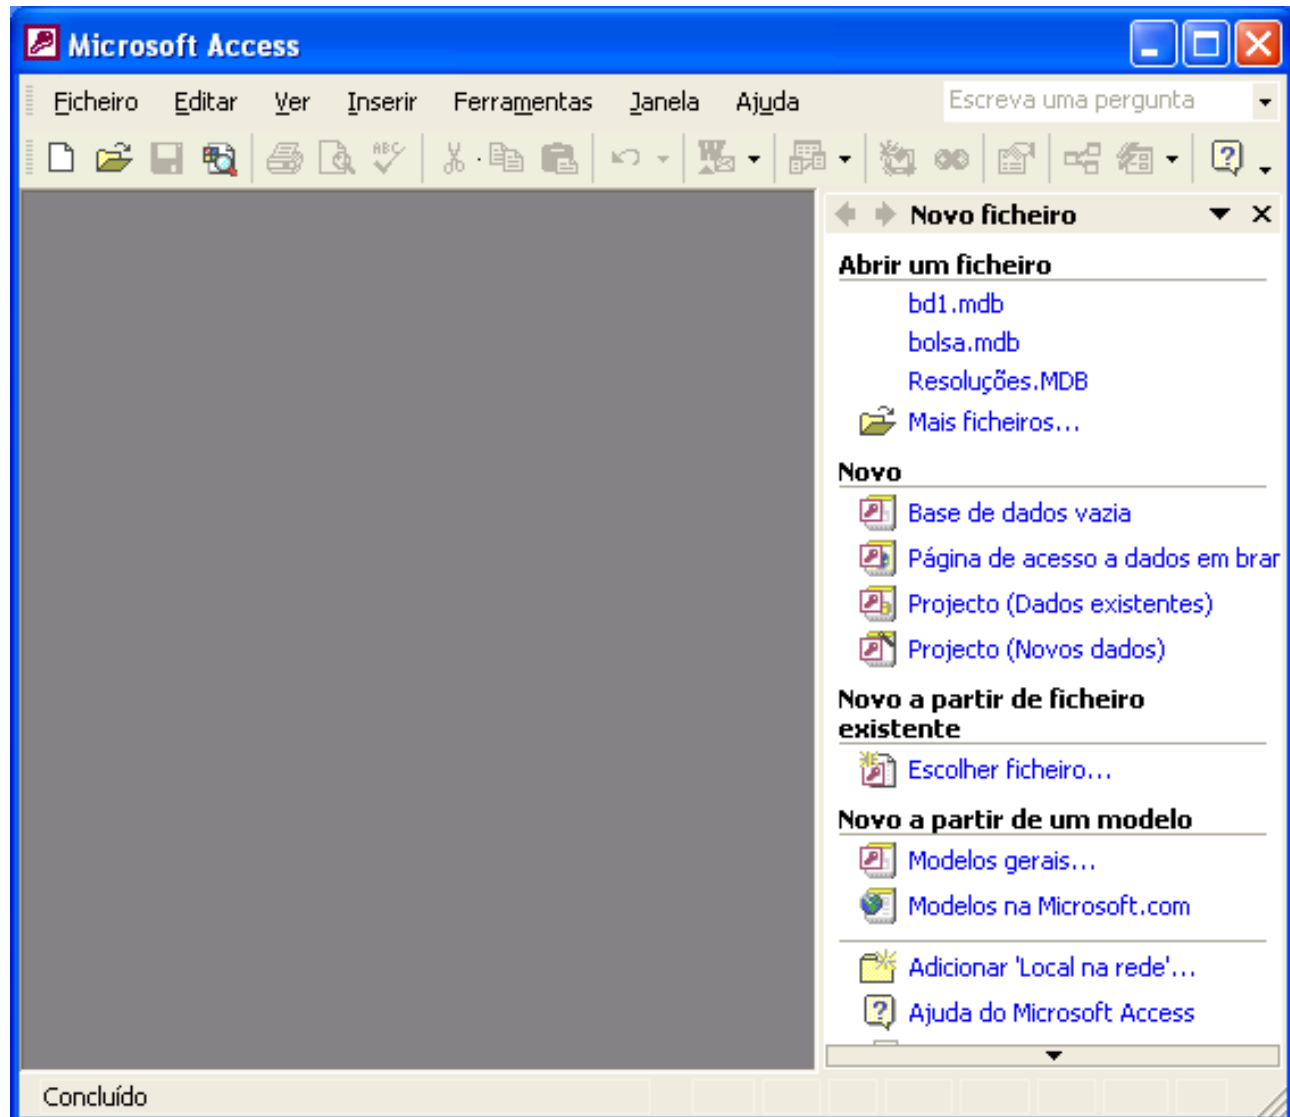 Microsoft Access
Ficheiro Editar Ver Inserir Ferramentas Janela Ajuda Escreva uma pergunta
ABC W ?
Novo ficheiro
Abrir um ficheiro
bd1.mdb
bolsa.mdb
Resoluções.MDB
Mais ficheiros...
Novo
Base de dados vazia
Página de acesso a dados em brar
Projecto (Dados existentes)
Projecto (Novos dados)
Novo a partir de ficheiro
existente
Escolher ficheiro...
Novo a partir de um modelo
Modelos gerais...
Modelos na Microsoft.com
Adicionar 'Local na rede'...
? Ajuda do Microsoft Access
Concluído